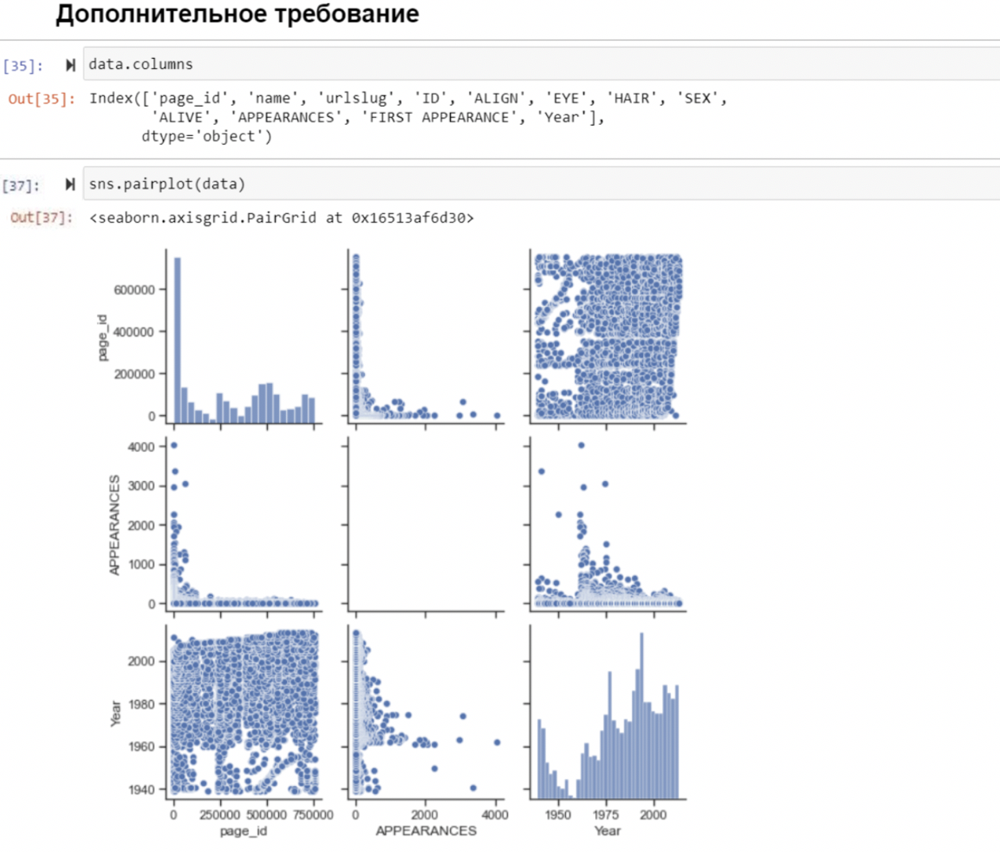 Дополнительное требование
[35]: data.columns
Out[35]: Index(['page_id', 'name', 'urlslug', 'ID', 'ALIGN', 'EYE', 'HAIR', 'SEX',
'ALIVE', 'APPEARANCES', 'FIRST APPEARANCE', 'Year'],
dtype='object')
[37]: sns.pairplot(data)
Out[37]: <seaborn.axisgrid.PairGrid at 0x16513af6d30>
page_id
600000
400000
200000
0
APPEARANCES
4000
3000
2000
1000
0
Year
2000
1980
1960
1940
0 250000 500000 750000
page_id
0 2000 4000
APPEARANCES
1950 1975 2000
Year